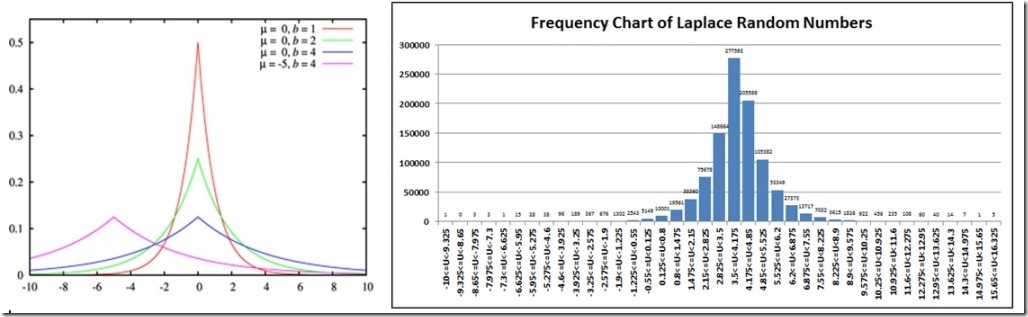 0.5
0.4
0.3
0.2
0.1
0
-10 -8 -6 -4 -2 0 2 4 6 8 10
μ= 0, b= 1
μ= 0, b= 2
μ= 0, b= 4
μ= -5, b= 4
Frequency Chart of Laplace Random Numbers
300000
250000
200000
150000
100000
50000
0
1 0 3 3 1 15 28 38 96 189 367 676 1302 2543 5148 10001 19561 38360 75678 148664 277593 205589 105382 53349 27373 13717 7032 3615 1826 922 456 235 108 60 40 14 7 1 5
-10<=U<-9.325
-9.325<=U<-8.65
-8.65<=U<-7.975
-7.975<=U<-7.3
-7.3<=U<-6.625
-6.625<=U<-5.95
-5.95<=U<-5.275
-5.275<=U<-4.6
-4.6<=U<-3.925
-3.925<=U<-3.25
-3.25<=U<-2.575
-2.575<=U<-1.9
-1.9<=U<-1.225
-1.225<=U<-0.55
-0.55<=U<0.125
0.125<=U<0.8
0.8<=U<1.475
1.475<=U<2.15
2.15<=U<2.825
2.825<=U<3.5
3.5<=U<4.175
4.175<=U<4.85
4.85<=U<5.525
5.525<=U<6.2
6.2<=U<6.875
6.875<=U<7.55
7.55<=U<8.225
8.225<=U<8.9
8.9<=U<9.575
9.575<=U<10.25
10.25<=U<10.925
10.925<=U<11.6
11.6<=U<12.275
12.275<=U<12.95
12.95<=U<13.625
13.625<=U<14.3
14.3<=U<14.975
14.975<=U<15.65
15.65<=U<16.325